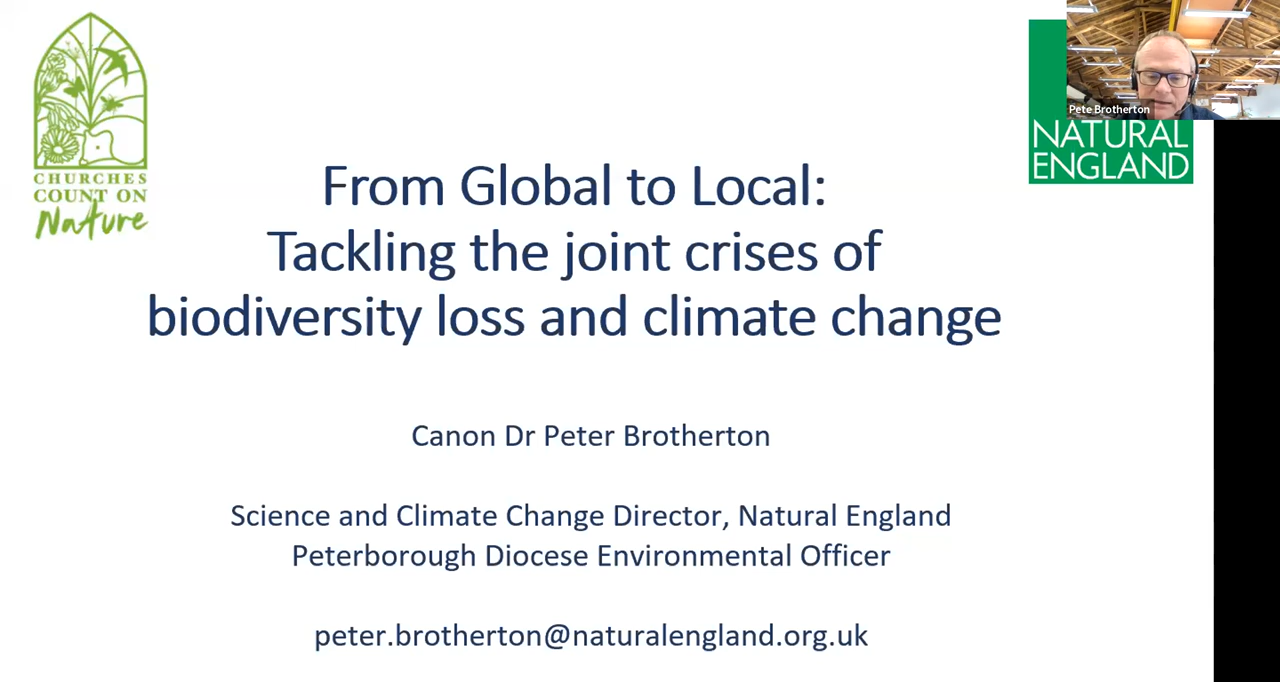 CHURCHES
COUNT ON
Nature
Pete Brotherton
NATURAL
ENGLAND
From Global to Local:
Tackling the joint crises of
biodiversity loss and climate change
Canon Dr Peter Brotherton
Science and Climate Change Director, Natural England
Peterborough Diocese Environmental Officer
peter.brotherton@naturalengland.org.uk